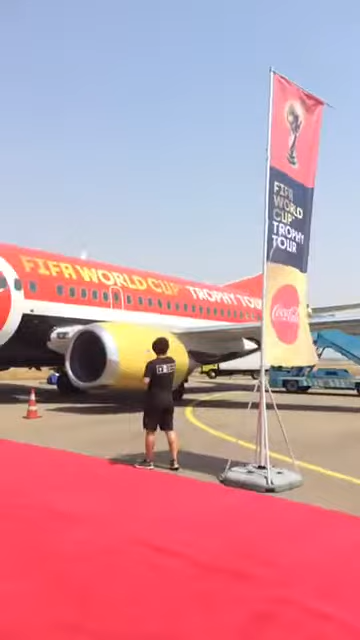 FIFA WORLD CUP TROPHY TOUR
FIFA
WORLD
CUP
TROPHY
TOUR
Coca-Cola